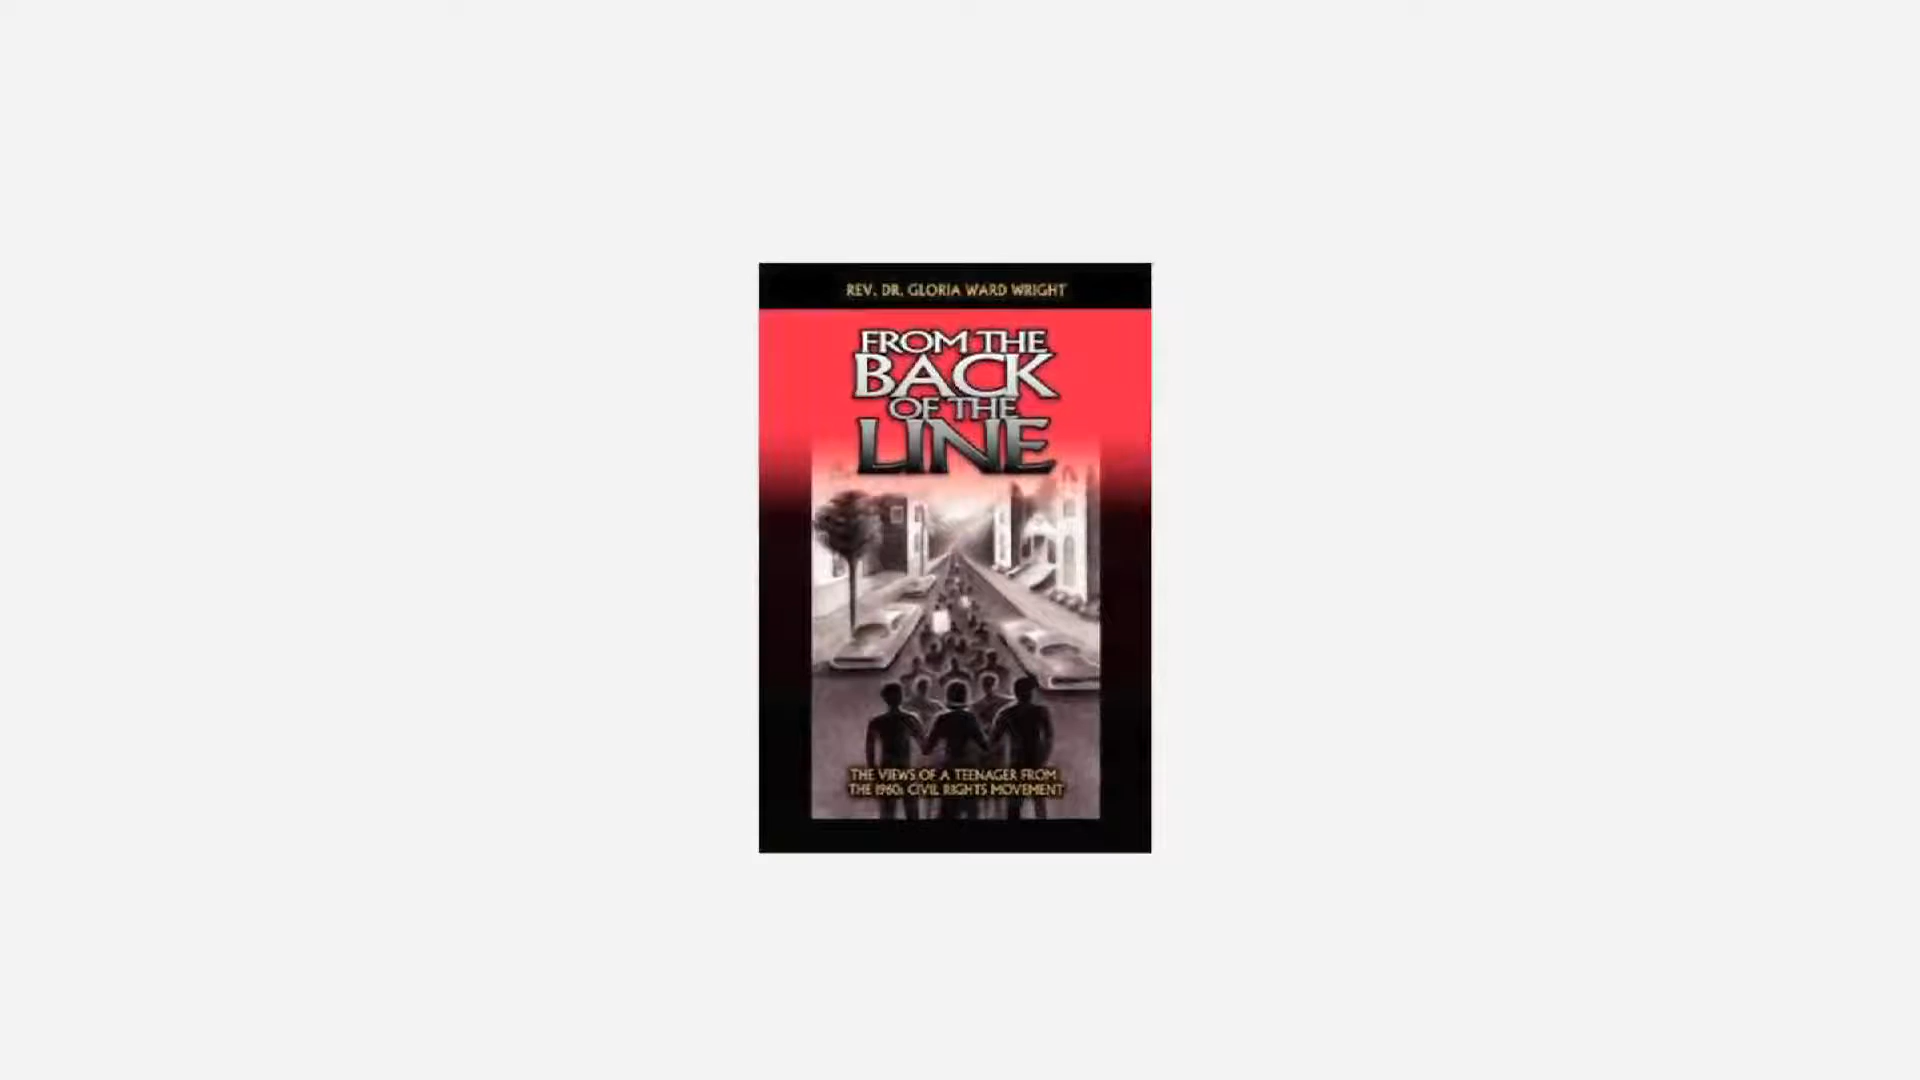 REV. DR. GLORIA WARD WRIGHT
FROM THE
BACK
OF THE
LINE
THE VIEWS OF A TEENAGER FROM
THE 1960s CIVIL RIGHTS MOVEMENT